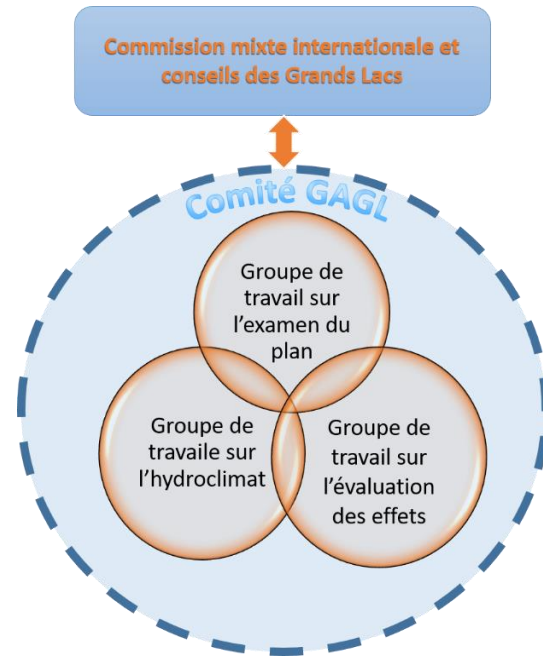 Commission mixte internationale et
conseils des Grands Lacs
Comité GAGL
Groupe de
travail sur
l'examen du
plan
Groupe de
travaile sur
l'hydroclimat
Groupe de
travail sur
l'évaluation
des effets